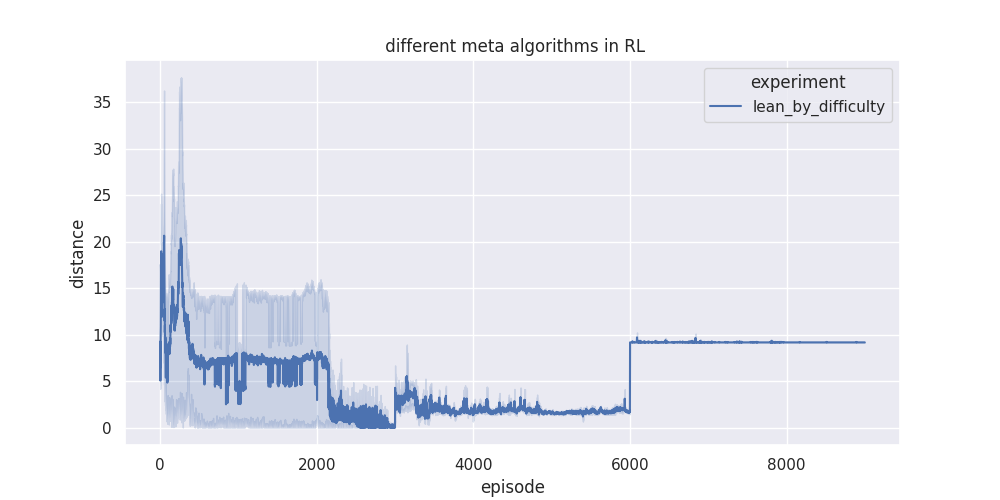 different meta algorithms in RL
experiment
lean_by_difficulty
distance
35
30
25
20
15
10
5
0
0 2000 4000 6000 8000
episode